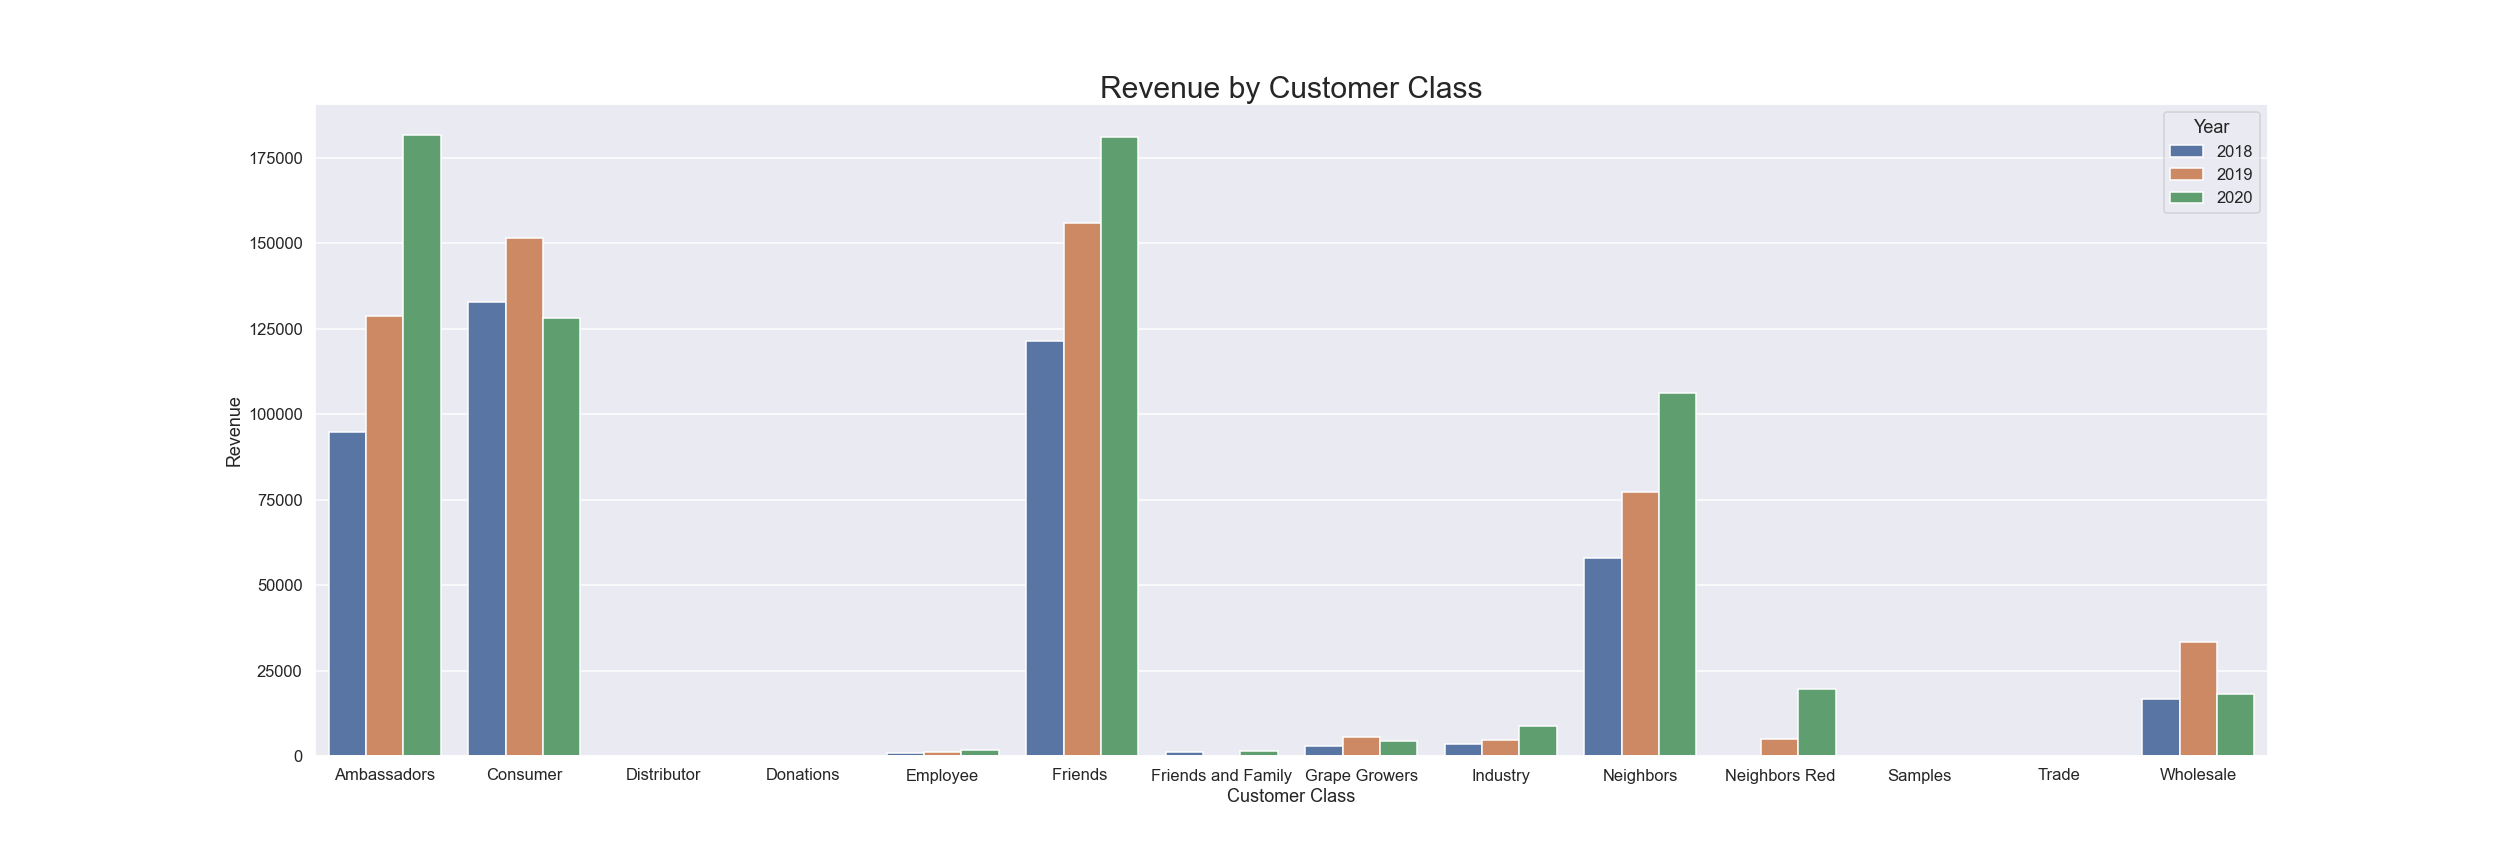 Revenue by Customer Class
Year
2018
2019
2020
Revenue
175000
150000
125000
100000
75000
50000
25000
0
Ambassadors Consumer Distributor Donations Employee Friends Friends and Family Grape Growers Industry Neighbors Neighbors Red Samples Trade Wholesale
Customer Class